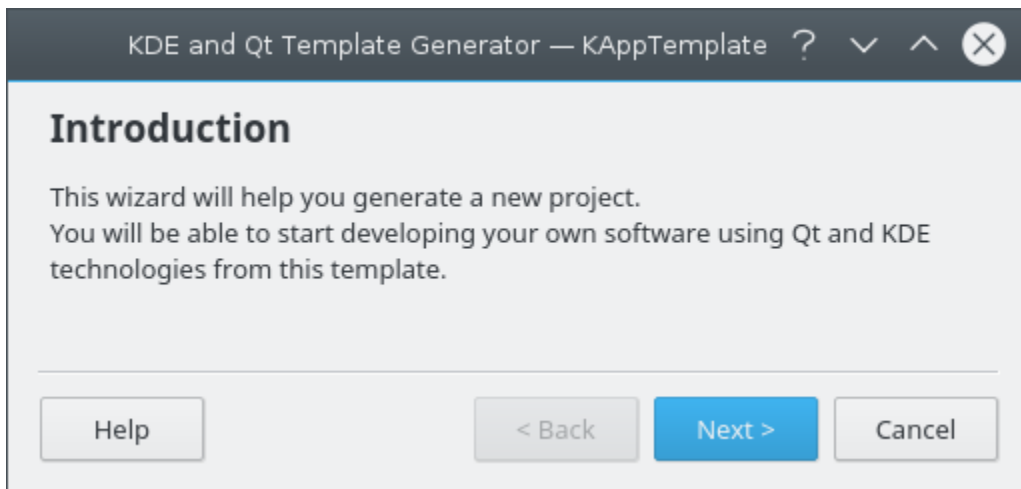 KDE and Qt Template Generator — KAppTemplate ?
Introduction
This wizard will help you generate a new project.
You will be able to start developing your own software using Qt and KDE
technologies from this template.
Help < Back Next > Cancel